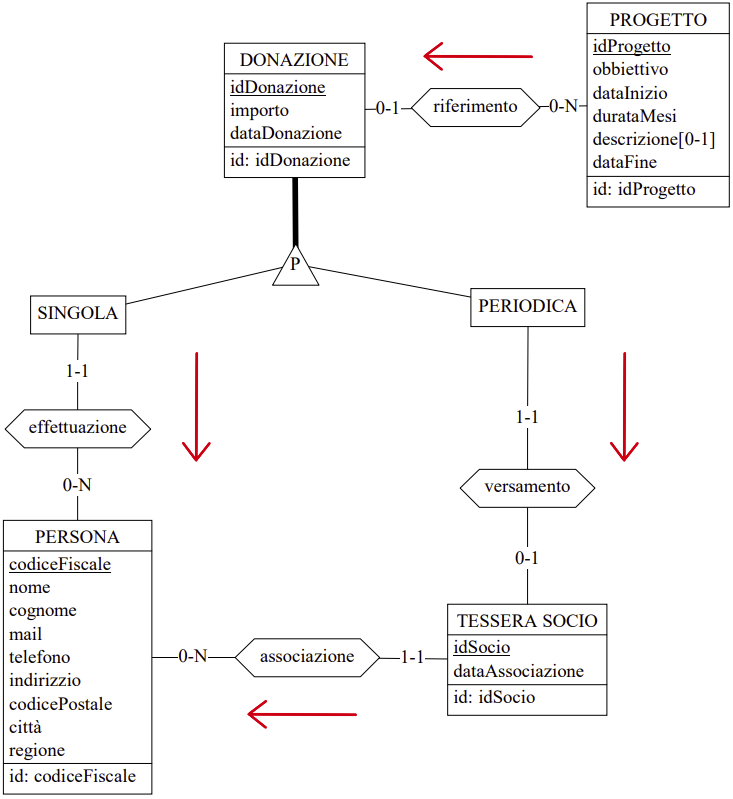 PROGETTO
idProgetto
obbiettivo
dataInizio
durataMesi
descrizione[0-1]
dataFine
id: idProgetto
DONAZIONE
idDonazione
importo
dataDonazione
id: idDonazione
0-1
riferimento
0-N
P
SINGOLA
PERIODICA
1-1
effettuazione
0-N
1-1
versamento
0-1
PERSONA
codiceFiscale
nome
cognome
mail
telefono
indirizzio
codicePostale
città
regione
id: codiceFiscale
0-N
associazione
1-1
TESSERA SOCIO
idSocio
dataAssociazione
id: idSocio